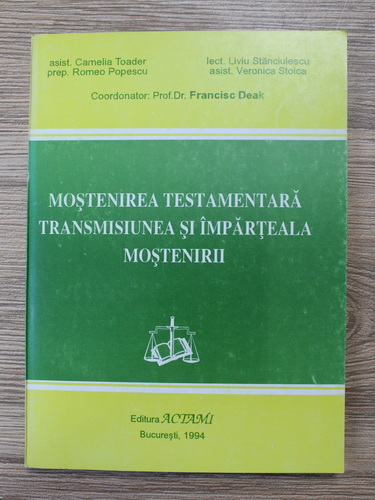 asist. Camelia Toader lect. Liviu Stănciulescu
prep. Romeo Popescu asist. Veronica Stoica
Coordonator: Prof.Dr. Francisc Deak
MOŞTENIREA TESTAMENTARĂ
TRANSMISIUNEA ŞI ÎMPĂRŢEALA
MOŞTENIRII
Editura ACTAMI
Bucureşti, 1994